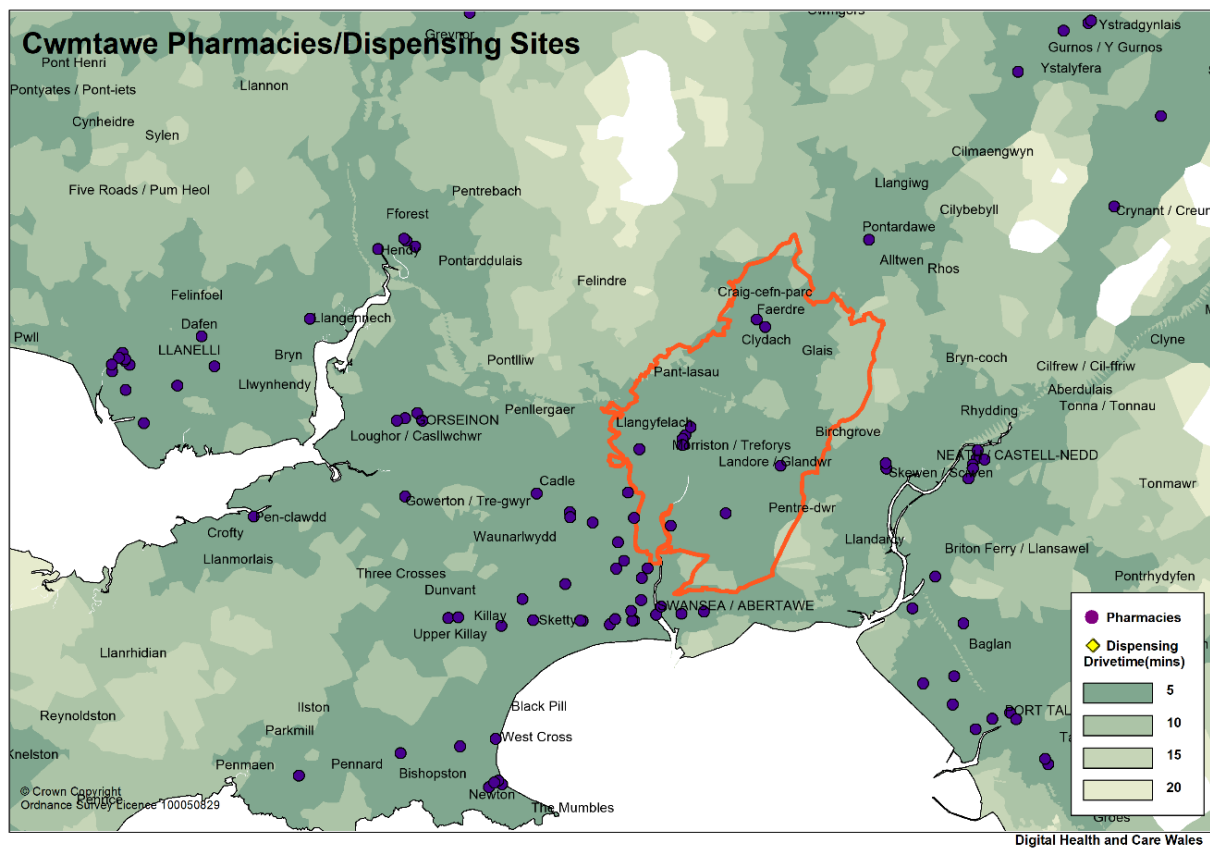 Cwmtawe Pharmacies/Dispensing Sites
Greynor
Ystradgynlais
Gurnos / Y Gurnos
Pont Henri
Ystalyfera
Llannon
Pontyates / Pont-iets
Cynheidre
Sylen
Cilmaengwyn
Five Roads / Pum Heol
Pentrebach
Llangiwg
Cilybebyll
Crynant / Creun
Fforest
Pontardawe
Hendy
Pontarddulais
Alltwen
Rhos
Felindre
Felinfoel
Craig-cefn-parc
Faerdre
Llangennech
Dafen
Pwll
LLANELLI
Bryn
Clydach
Glais
Clyne
Pontlliw
Bryn-coch
Cilfrew / Cil-ffriw
Pant-lasau
Llwynhendy
Aberdulais
Penllergaer
Rhydding
Tonna / Tonnau
ORSEINON
Llangyfelach
Loughor / Casllwchwr
Birchgrove
Morriston / Treforys
NEATH / CASTELL-NEDD
Landore / Glandwr
Skewen / Sgiwen
Cadle
Tonmawr
Gowerton / Tre-gwyr
Pentre-dwr
Pen-clawdd
Crofty
Waunarlwydd
Llandarcy
Briton Ferry / Llansawel
Llanmorlais
Three Crosses
Pontrhydyfen
Dunvant
Killay
Sketty
SWANSEA / ABERTAWE
Upper Killay
Baglan
Llanrhidian
Ilston
Black Pill
Reynoldston
Parkmill
West Cross
PORT TAL
Knelston
Penmaen
Pennard
Bishopston
Newton
The Mumbles
Penrice
Groes
Pharmacies
Dispensing
Drivetime(mins)
5
10
15
20
© Crown Copyright
Ordnance Survey Licence 100050829
Digital Health and Care Wales